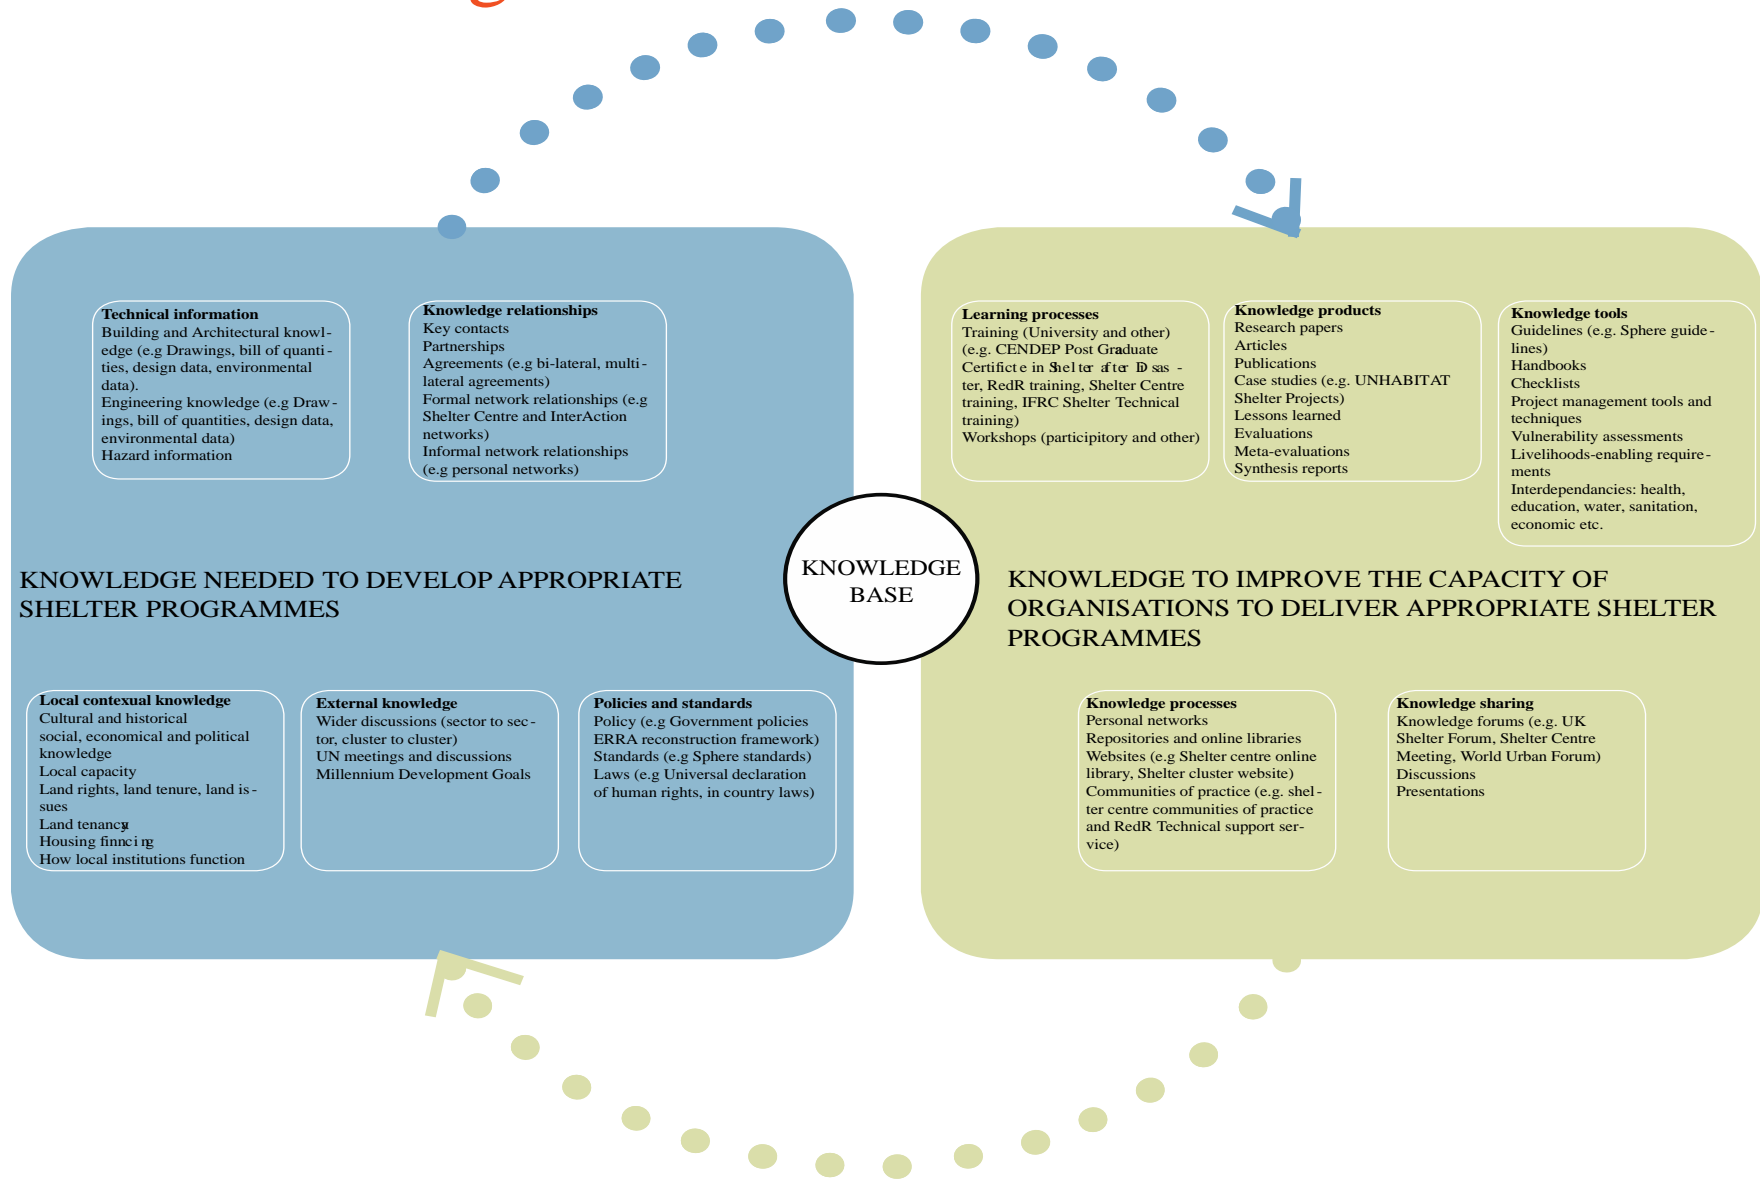 Technical information
Building and Architectural knowl-
edge (e.g Drawings, bill of quanti-
ties, design data, environmental
data).
Engineering knowledge (e.g Draw-
ings, bill of quantities, design data,
environmental data)
Hazard information
Knowledge relationships
Key contacts
Partnerships
Agreements (e.g bi-lateral, multi-
lateral agreements)
Formal network relationships (e.g
Shelter Centre and InterAction
networks)
Informal network relationships
(e.g personal networks)
Learning processes
Training (University and other)
(e.g. CENDEP Post Graduate
Certificte in Shelter after Disas-
ter, RedR training, Shelter Centre
training, IFRC Shelter Technical
training)
Workshops (participitory and other)
Knowledge products
Research papers
Articles
Publications
Case studies (e.g. UNHABITAT
Shelter Projects)
Lessons learned
Evaluations
Meta-evaluations
Synthesis reports
Knowledge tools
Guidelines (e.g. Sphere guide-
lines)
Handbooks
Checklists
Project management tools and
techniques
Vulnerability assessments
Livelihoods-enabling require-
ments
Interdependancies: health,
education, water, sanitation,
economic etc.
KNOWLEDGE NEEDED TO DEVELOP APPROPRIATE
SHELTER PROGRAMMES
KNOWLEDGE
BASE
KNOWLEDGE TO IMPROVE THE CAPACITY OF
ORGANISATIONS TO DELIVER APPROPRIATE SHELTER
PROGRAMMES
Local contexual knowledge
Cultural and historical
social, economical and political
knowledge
Local capacity
Land rights, land tenure, land is-
sues
Land tenancy
Housing finncing
How local institutions function
External knowledge
Wider discussions (sector to sec-
tor, cluster to cluster)
UN meetings and discussions
Millennium Development Goals
Policies and standards
Policy (e.g Government policies
ERRA reconstruction framework)
Standards (e.g Sphere standards)
Laws (e.g Universal declaration
of human rights, in country laws)
Knowledge processes
Personal networks
Repositories and online libraries
Websites (e.g Shelter centre online
library, Shelter cluster website)
Communities of practice (e.g. shel-
ter centre communities of practice
and RedR Technical support ser-
vice)
Knowledge sharing
Knowledge forums (e.g. UK
Shelter Forum, Shelter Centre
Meeting, World Urban Forum)
Discussions
Presentations